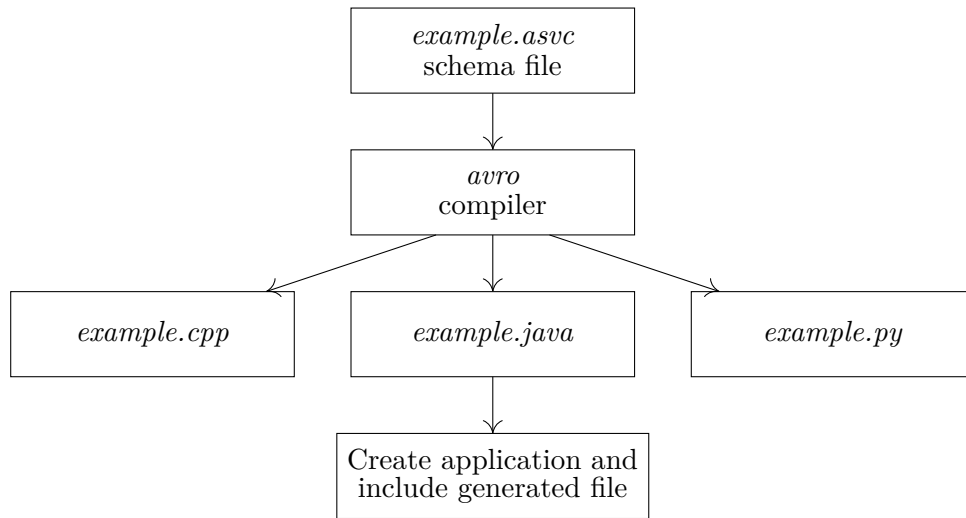 example.asvc
schema file
avro
compiler
example.cpp
example.java
example.py
Create application and
include generated file